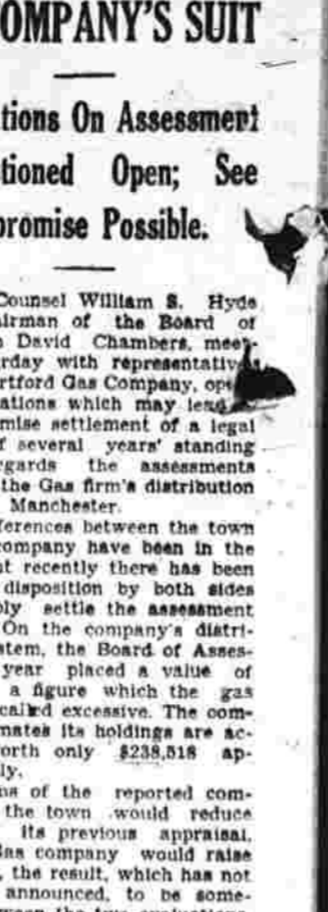 OMPANY'S SUIT
tions On Assessment
tioned Open; See
promise Possible.
Counsel William S. Hyde
airman of the Board of
David Chambers, meet-
rday with representatives
rtford Gas Company, op
ations which may lead
mise settlement of a legal
f several years' standing
gards the assessments
the Gas firm's distribution
Manchester.
ferences between the town
company have been in the
t recently there has been
disposition by both sides
bly settle the assessment
On the company's distri-
stem, the Board of Asses-
year placed a value of
a figure which the gas
called excessive. The com-
mates its holdings are ac-
orth only $238,518 ap-
ly.
ns of the reported com-
the town would reduce
its previous appraisal,
Gas company would raise
, the result, which has not
announced, to be some-